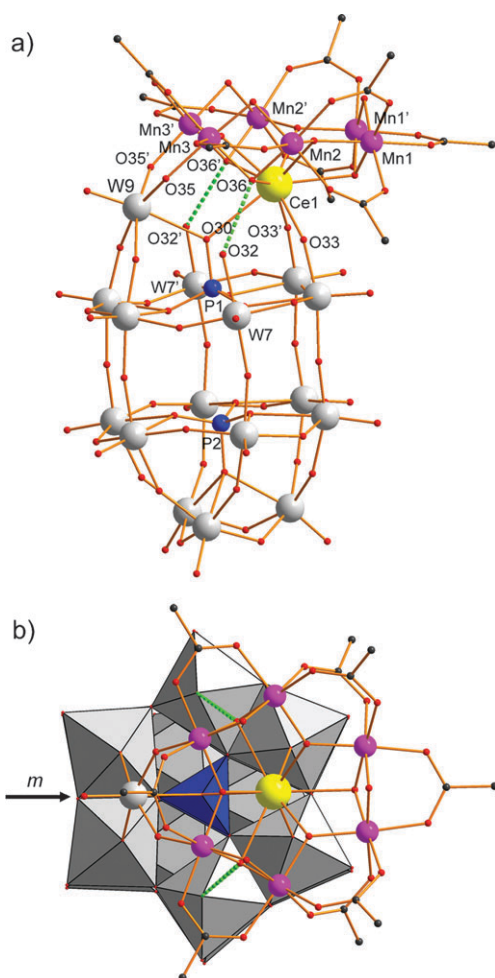 a)
Mn3' Mn2' Mn1'
Mn3 Mn2 Mn1
O35' O36'
W9 O35 O36 Ce1
O32' O30 O33' O33
O32
W7' P1
W7
P2
b)
m